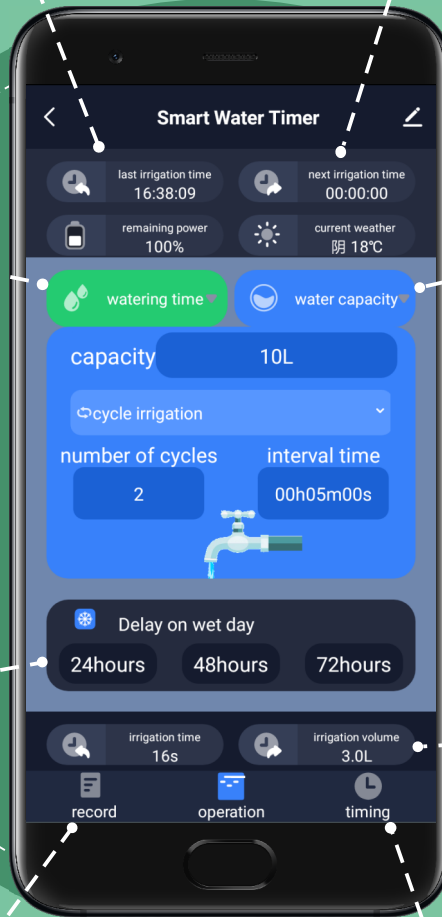 Smart Water Timer
last irrigation time
16:38:09
next irrigation time
00:00:00
remaining power
100%
current weather
阴 18℃
watering time
water capacity
capacity
10L
cycle irrigation
number of cycles
interval time
2
00h05m00s
Delay on wet day
24hours
48hours
72hours
irrigation time
16s
irrigation volume
3.0L
record
operation
timing